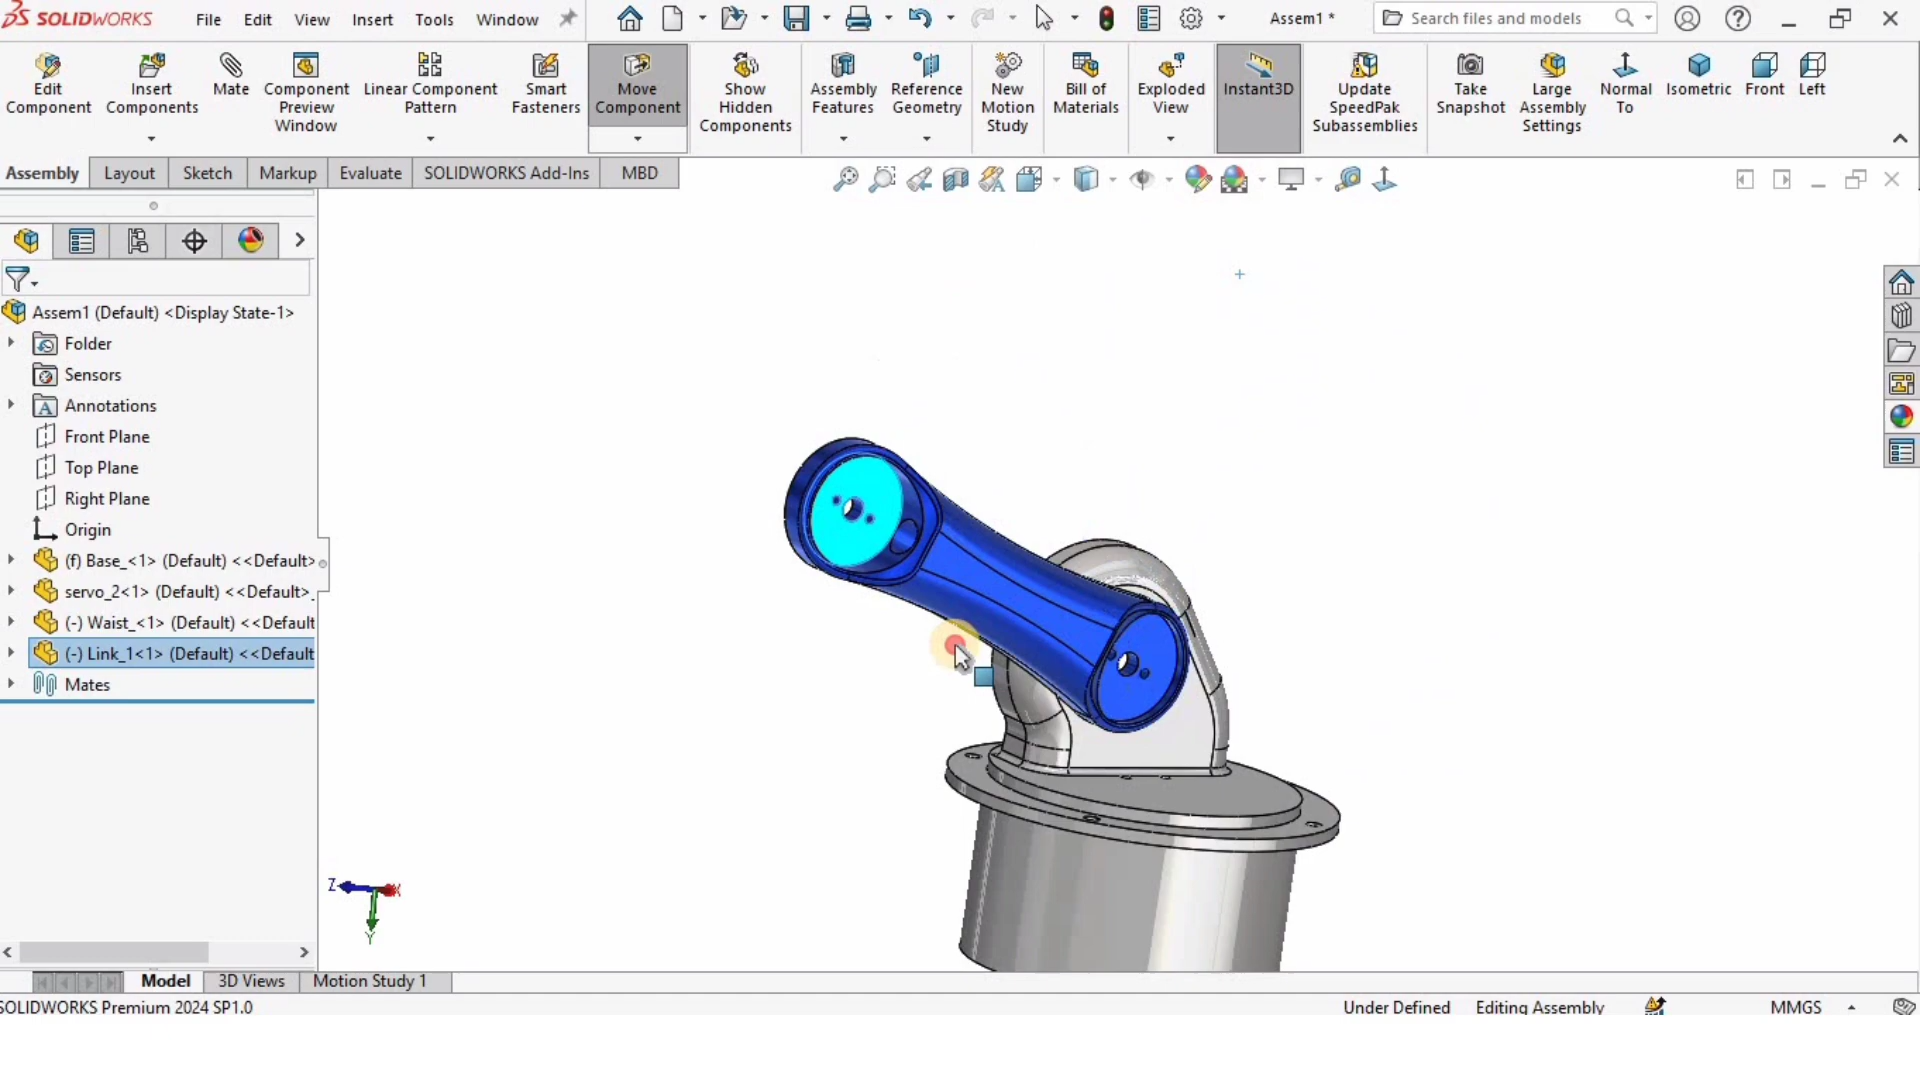 SOLIDWORKS File Edit View Insert Tools Window Assem1 * Search files and models
Edit Component
Insert Components
Mate
Component Preview Window
Linear Component Pattern
Smart Fasteners
Move Component
Show Hidden Components
Assembly Features
Reference Geometry
New Motion Study
Bill of Materials
Exploded View
Instant3D
Update SpeedPak Subassemblies
Take Snapshot
Large Assembly Settings
Normal To
Isometric
Front
Left
Assembly Layout Sketch Markup Evaluate SOLIDWORKS Add-Ins MBD
Assem1 (Default) <Display State-1>
Folder
Sensors
A Annotations
Front Plane
Top Plane
Right Plane
Origin
(f) Base_<1> (Default) <<Default>
servo_2<1> (Default) <<Default>_
(-) Waist_<1> (Default) <<Default
(-) Link_1<1> (Default) <<Default
Mates
Z X
Y
Model 3D Views Motion Study 1
SOLIDWORKS Premium 2024 SP1.0 Under Defined Editing Assembly MMGS